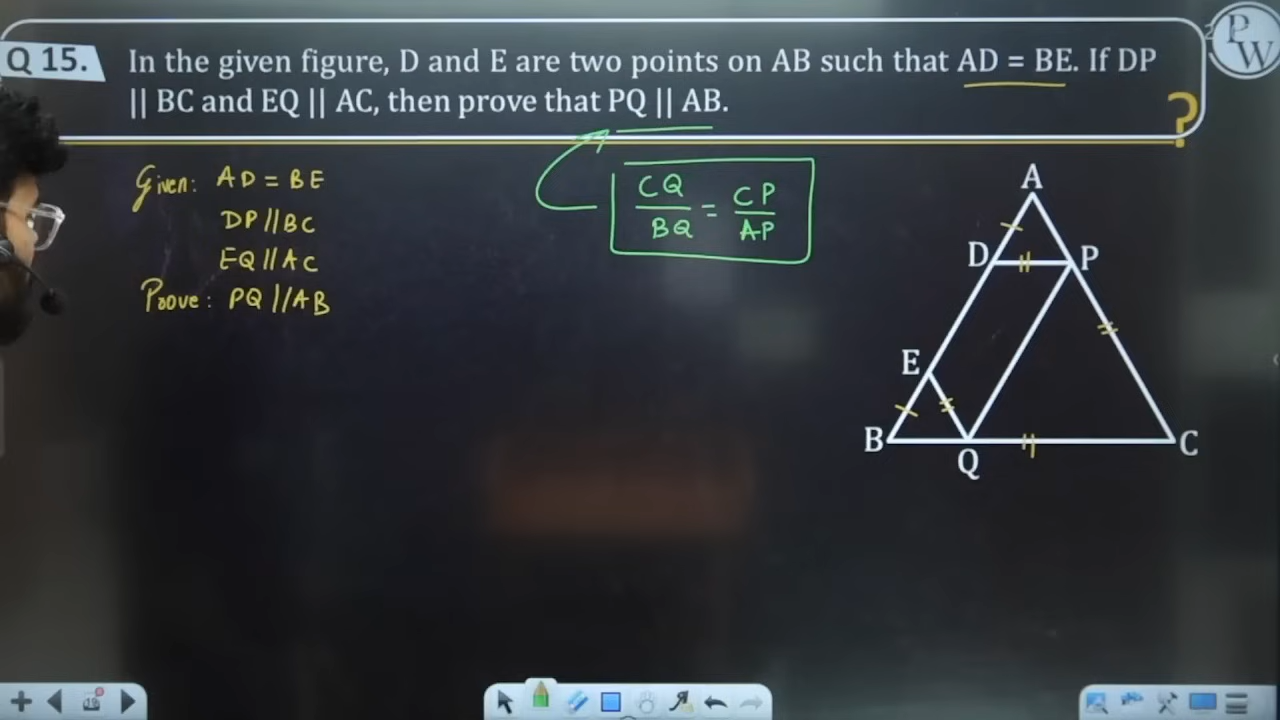 Q 15.
In the given figure, D and E are two points on AB such that AD = BE. If DP
|| BC and EQ || AC, then prove that PQ || AB.
?
PW
Given: AD = BE
DP // BC
EQ // AC
Prove: PQ // AB
CQ/BQ = CP/AP
A
D
P
E
B
Q
C